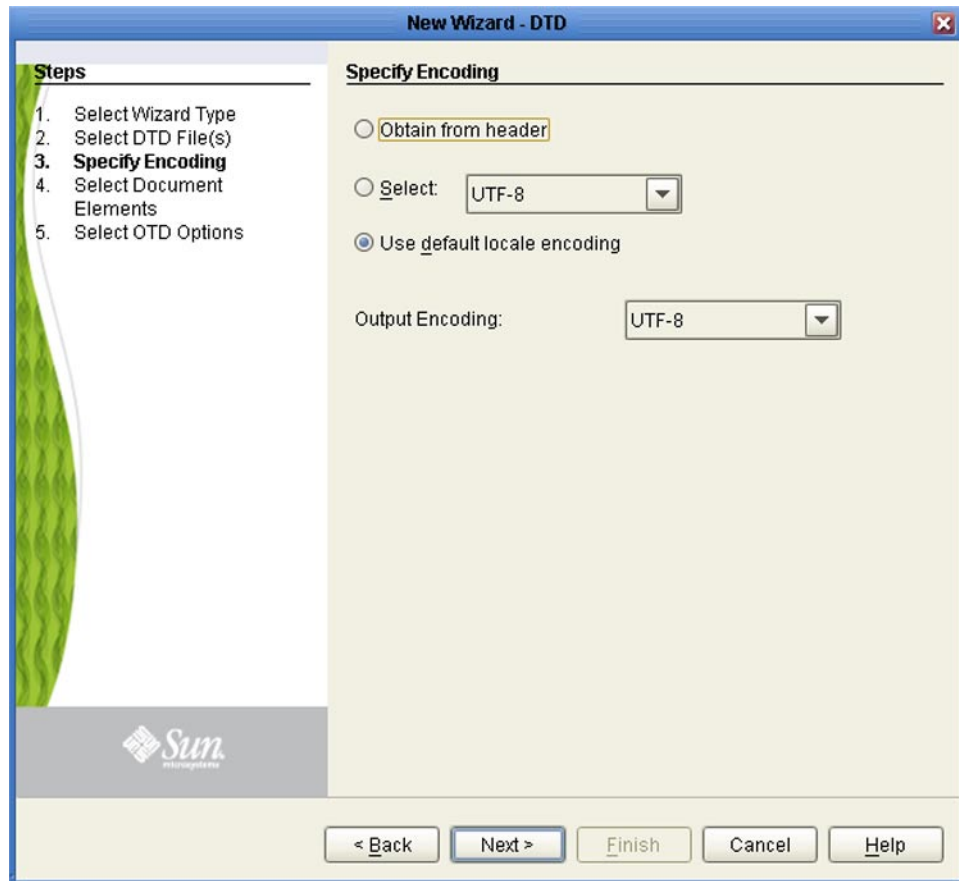 New Wizard - DTD
Steps
1. Select Wizard Type
2. Select DTD File(s)
3. Specify Encoding
4. Select Document
Elements
5. Select OTD Options
Specify Encoding
Obtain from header
Select: UTF-8
Use default locale encoding
Output Encoding: UTF-8
Sun
microsystems
< Back Next > Finish Cancel Help